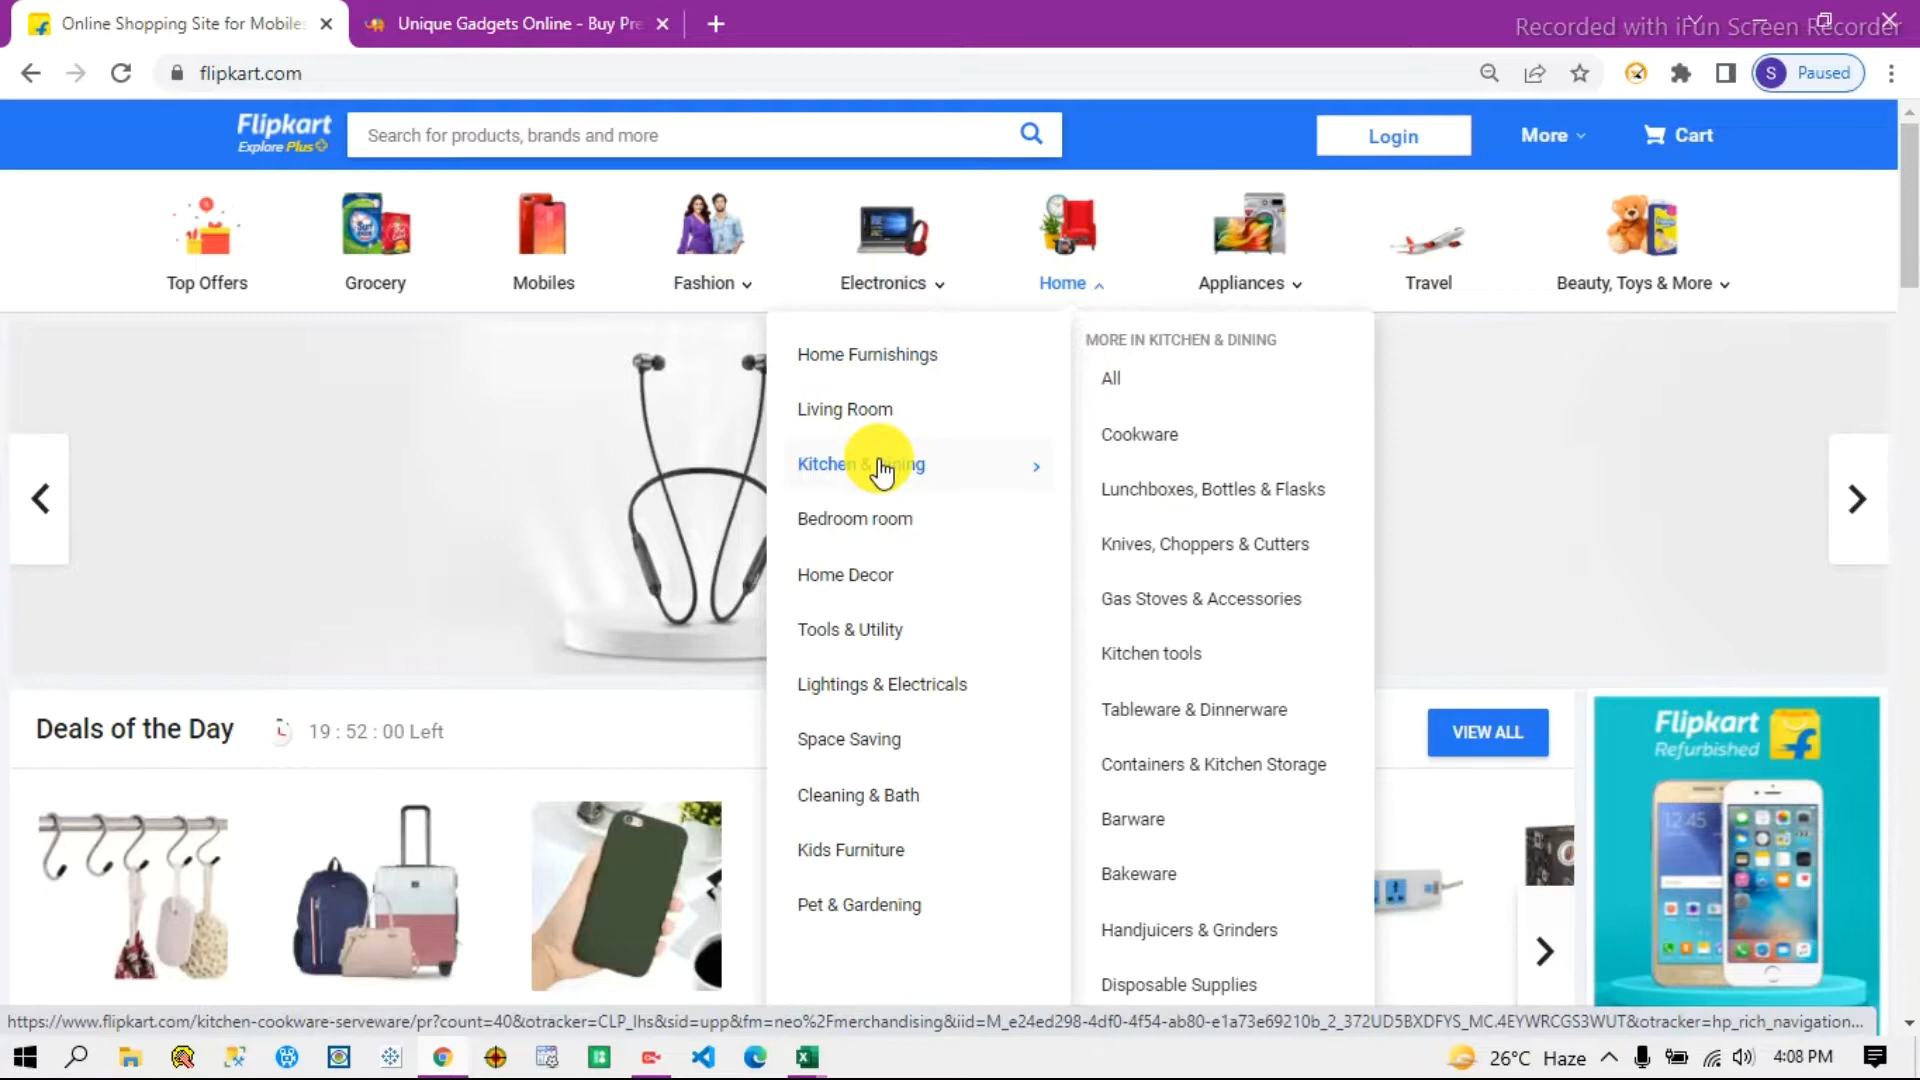 Online Shopping Site for Mobiles
Unique Gadgets Online - Buy Pre
Recorded with iFun Screen Recorder
flipkart.com
S
Paused
Flipkart
Explore Plus
Search for products, brands and more
Login
More
Cart
Top Offers
Grocery
Mobiles
Fashion
Electronics
Home
Appliances
Travel
Beauty, Toys & More
Home Furnishings
Living Room
Kitchen & Dining
Bedroom room
Home Decor
Tools & Utility
Lightings & Electricals
Space Saving
Cleaning & Bath
Kids Furniture
Pet & Gardening
MORE IN KITCHEN & DINING
All
Cookware
Lunchboxes, Bottles & Flasks
Knives, Choppers & Cutters
Gas Stoves & Accessories
Kitchen tools
Tableware & Dinnerware
Containers & Kitchen Storage
Barware
Bakeware
Handjuicers & Grinders
Disposable Supplies
Deals of the Day
19 : 52 : 00 Left
VIEW ALL
Flipkart
Refurbished
12:45
https://www.flipkart.com/kitchen-cookware-serveware/pr?count=40&otracker=CLP_lhs&sid=upp&fm=neo%2Fmerchandising&iid=M_e24ed298-4df0-4f54-ab80-e1a73e69210b_2_372UD5BXDFYS_MC.4EYWRCGS3WUT&otracker=hp_rich_navigation...
26°C Haze
4:08 PM